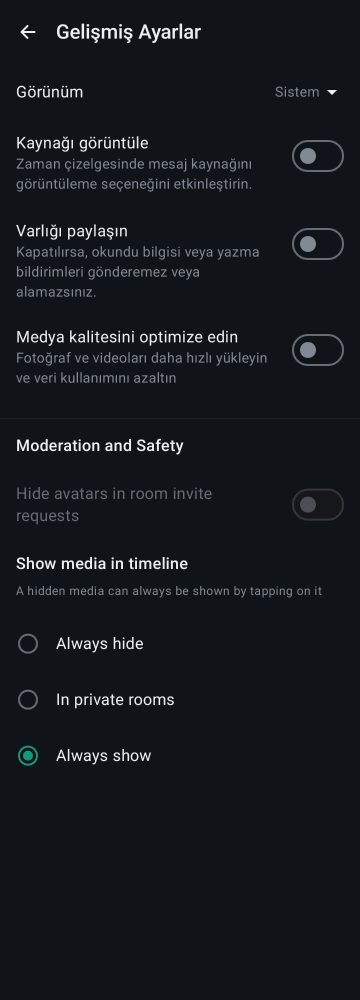 Gelişmiş Ayarlar
Görünüm
Sistem
Kaynağı görüntüle
Zaman çizelgesinde mesaj kaynağını
görüntüleme seçeneğini etkinleştirin.
Varlığı paylaşın
Kapatılırsa, okundu bilgisi veya yazma
bildirimleri gönderemez veya
alamazsınız.
Medya kalitesini optimize edin
Fotoğraf ve videoları daha hızlı yükleyin
ve veri kullanımını azaltın
Moderation and Safety
Hide avatars in room invite
requests
Show media in timeline
A hidden media can always be shown by tapping on it
Always hide
In private rooms
Always show